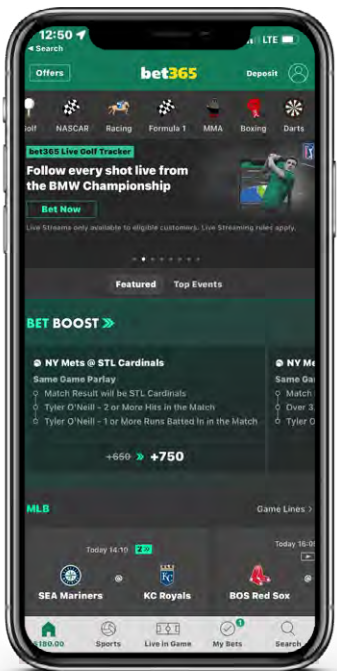 12:50
LTE
Search
Offers
bet365
Deposit
olf
NASCAR
Racing
Formula 1
MMA
Boxing
Darts
bet365 Live Golf Tracker
Follow every shot live from
the BMW Championship
Bet Now
Live Streams only available to eligible customers. Live Streaming rules apply.
Featured
Top Events
BET BOOST
NY Mets @ STL Cardinals
Same Game Parlay
Match Result will be STL Cardinals
Tyler O'Neill - 2 or More Hits in the Match
Tyler O'Neill - 1 or More Runs Batted In in the Match
+650 » +750
NY Me
Same Ga
Match
Over 3
Tyler O
MLB
Game Lines >
Today 14:10
2
SEA Mariners
@
KC
KC Royals
Today 16:0
BOS Red Sox
@
$180.00
Sports
Live In Game
1
My Bets
Search